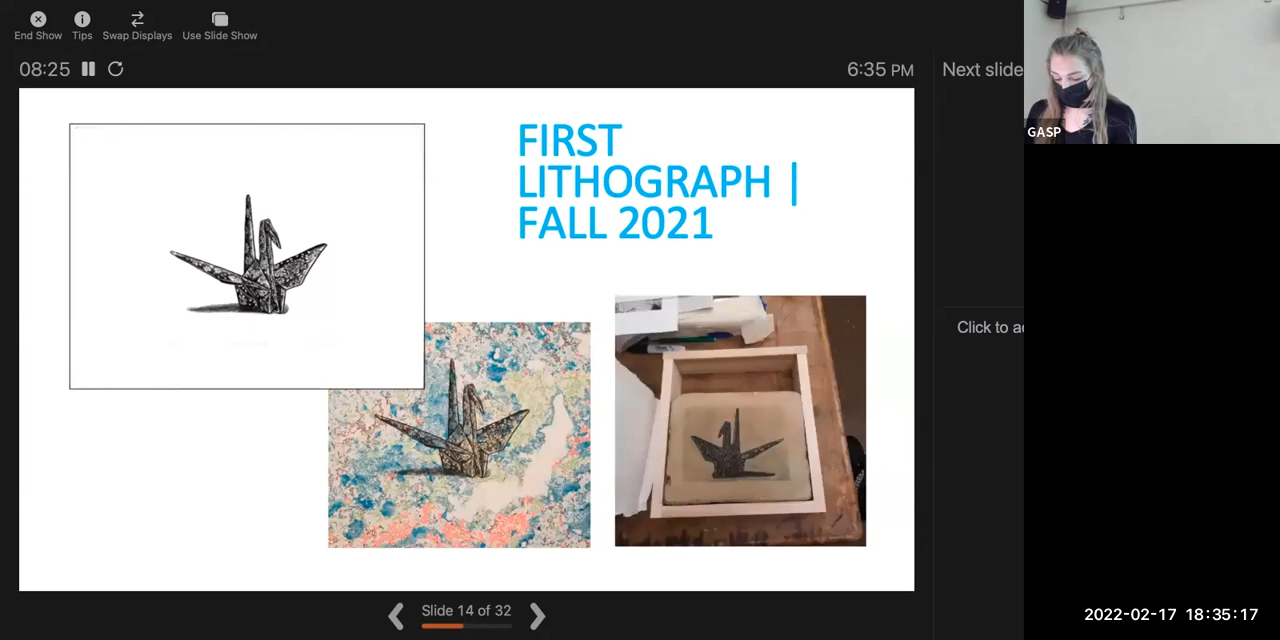 End Show
Tips
Swap Displays
Use Slide Show
08:25
6:35 PM
Next slide
GASP
FIRST
LITHOGRAPH |
FALL 2021
Click to
Slide 14 of 32
2022-02-17 18:35:17